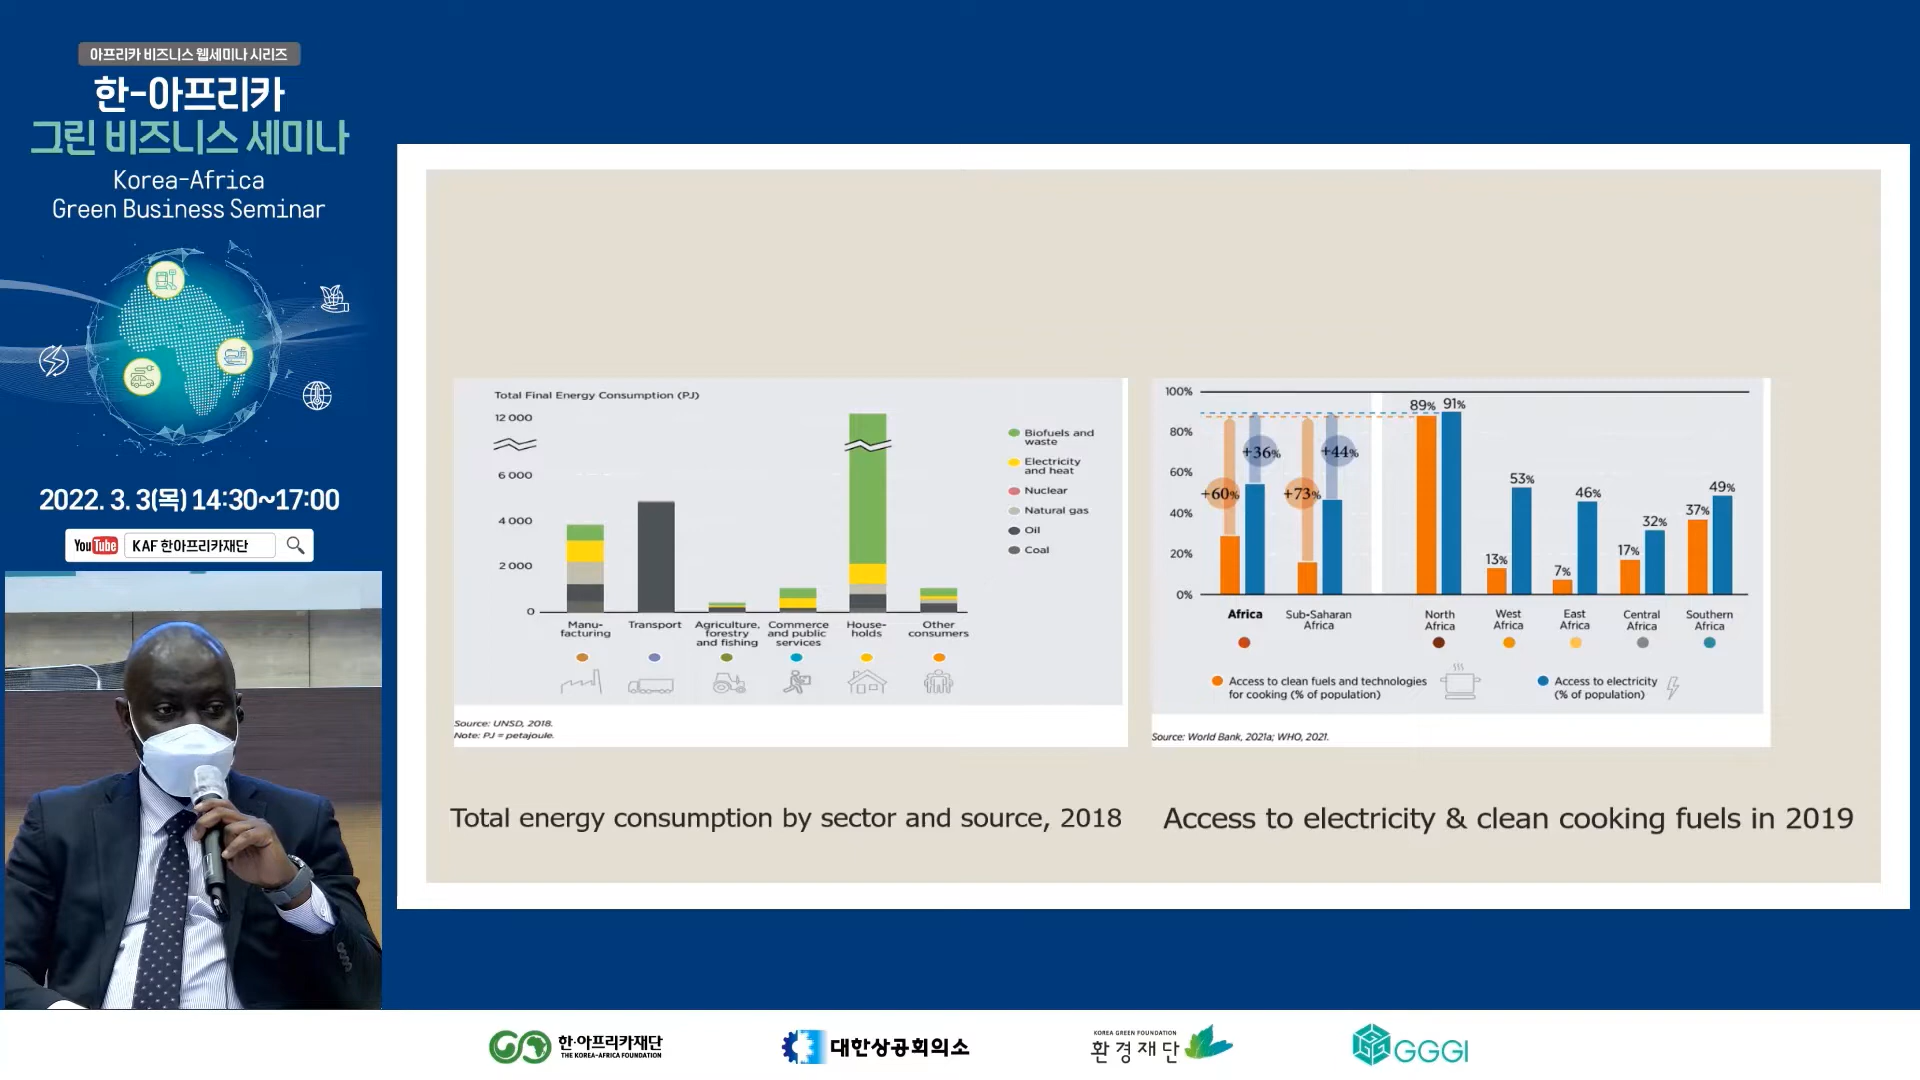 아프리카 비즈니스 웹세미나 시리즈
한-아프리카
그린 비즈니스 세미나
Korea-Africa
Green Business Seminar
2022. 3. 3(목) 14:30~17:00
YouTube KAF 한아프리카재단
Total Final Energy Consumption (PJ)
12 000
6 000
4 000
2 000
0
Manu-
facturing
Transport
Agriculture,
forestry
and fishing
Commerce
and public
services
House-
holds
Other
consumers
Biofuels and
waste
Electricity
and heat
Nuclear
Natural gas
Oil
Coal
Source: UNSD, 2018.
Note: PJ = petajoule.
Total energy consumption by sector and source, 2018
100%
80%
60%
40%
20%
0%
+60%
+36%
+73%
+44%
89%
91%
13%
53%
7%
46%
17%
32%
37%
49%
Africa
Sub-Saharan
Africa
North
Africa
West
Africa
East
Africa
Central
Africa
Southern
Africa
Access to clean fuels and technologies
for cooking (% of population)
Access to electricity
(% of population)
Source: World Bank, 2021a; WHO, 2021.
Access to electricity & clean cooking fuels in 2019
한·아프리카재단
THE KOREA-AFRICA FOUNDATION
대한상공회의소
KOREA GREEN FOUNDATION
환경재단
GGGI